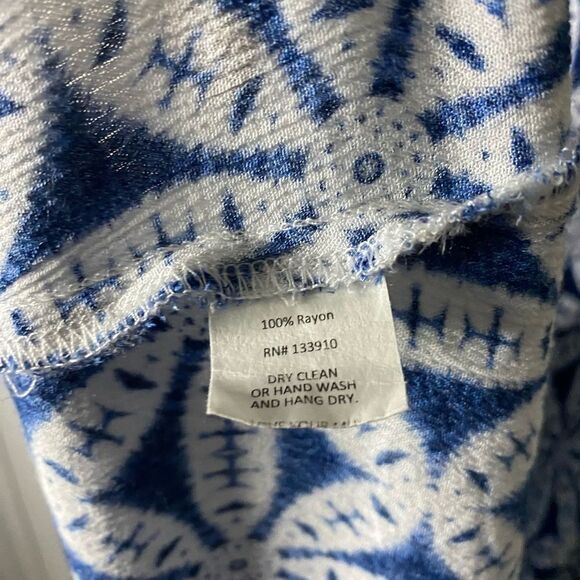 100% Rayon
RN# 133910
DRY CLEAN
OR HAND WASH
AND HANG DRY.